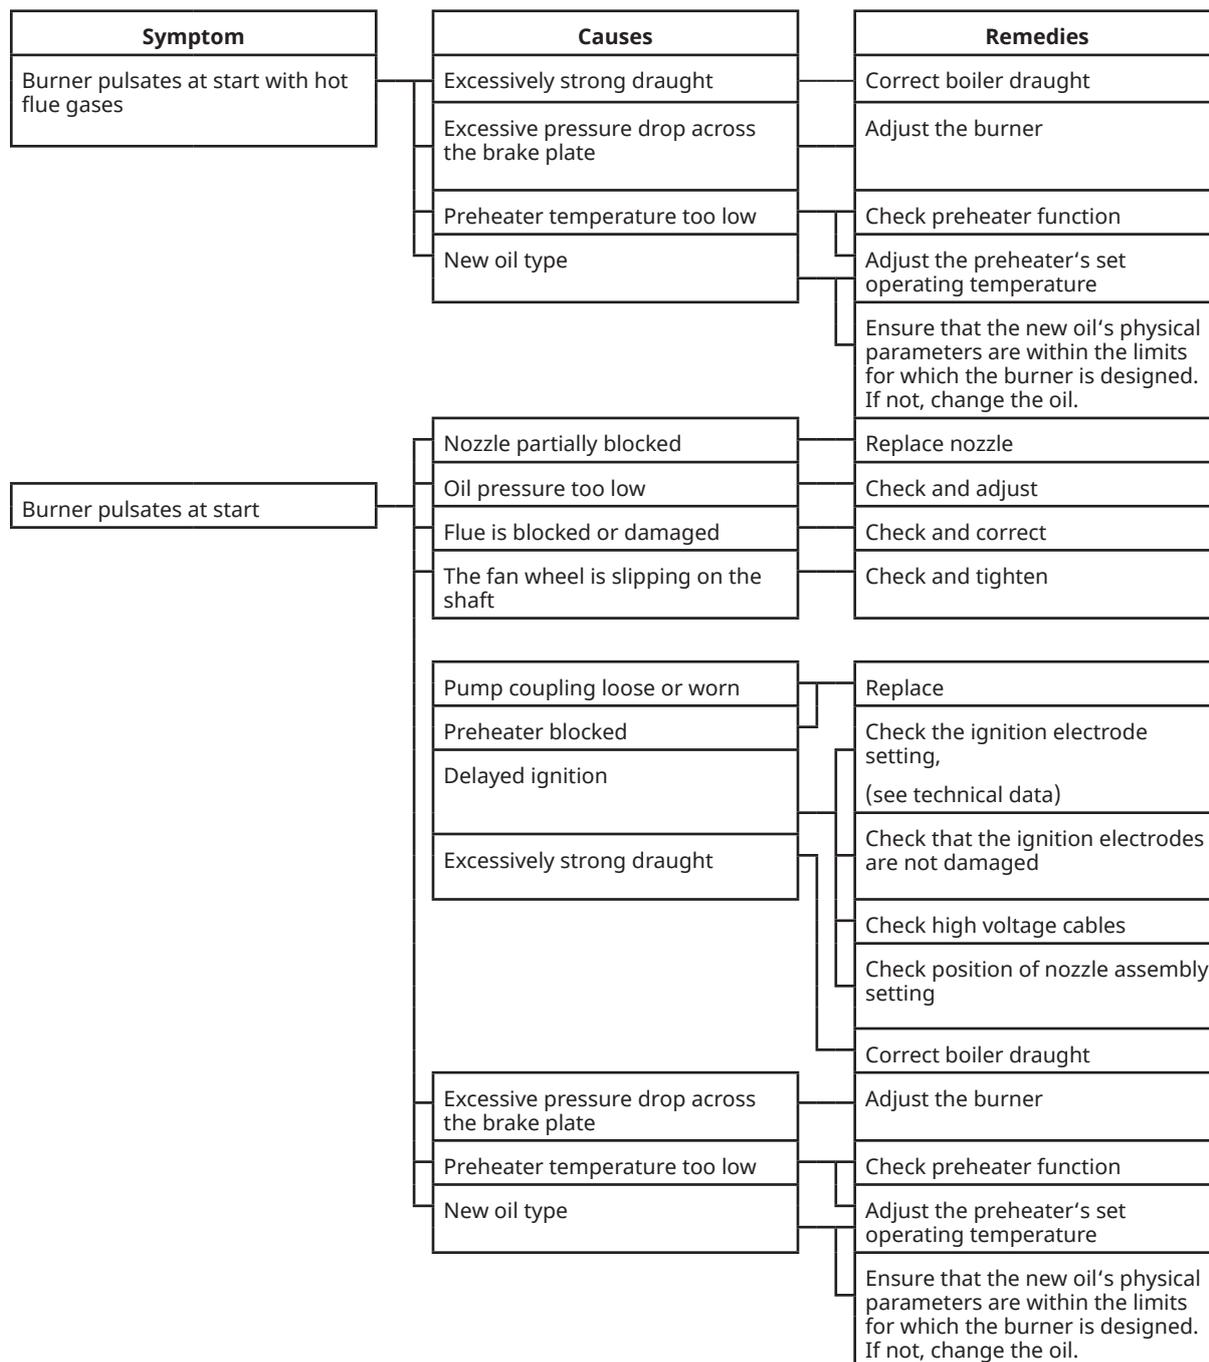 Symptom
Causes
Remedies
Burner pulsates at start with hot
flue gases
Excessively strong draught
Correct boiler draught
Excessive pressure drop across
the brake plate
Adjust the burner
Preheater temperature too low
Check preheater function
New oil type
Adjust the preheater‘s set
operating temperature
Ensure that the new oil‘s physical
parameters are within the limits
for which the burner is designed.
If not, change the oil.
Burner pulsates at start
Nozzle partially blocked
Replace nozzle
Oil pressure too low
Check and adjust
Flue is blocked or damaged
Check and correct
The fan wheel is slipping on the
shaft
Check and tighten
Pump coupling loose or worn
Replace
Preheater blocked
Delayed ignition
Check the ignition electrode
setting,
(see technical data)
Check that the ignition electrodes
are not damaged
Excessively strong draught
Check high voltage cables
Check position of nozzle assembly
setting
Correct boiler draught
Excessive pressure drop across
the brake plate
Adjust the burner
Preheater temperature too low
Check preheater function
New oil type
Adjust the preheater‘s set
operating temperature
Ensure that the new oil‘s physical
parameters are within the limits
for which the burner is designed.
If not, change the oil.